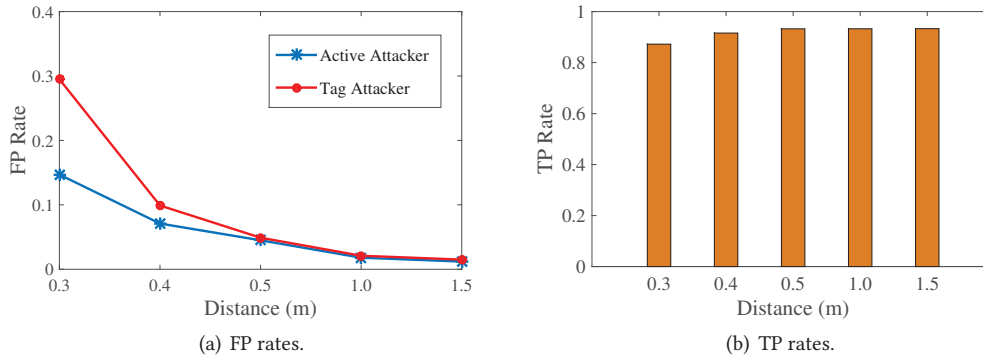 0.4
0.3
0.2
0.1
0
FP Rate
Active Attacker
Tag Attacker
0.3 0.4 0.5 1.0 1.5
Distance (m)
(a) FP rates.
1
0.8
0.6
0.4
0.2
0
TP Rate
0.3 0.4 0.5 1.0 1.5
Distance (m)
(b) TP rates.